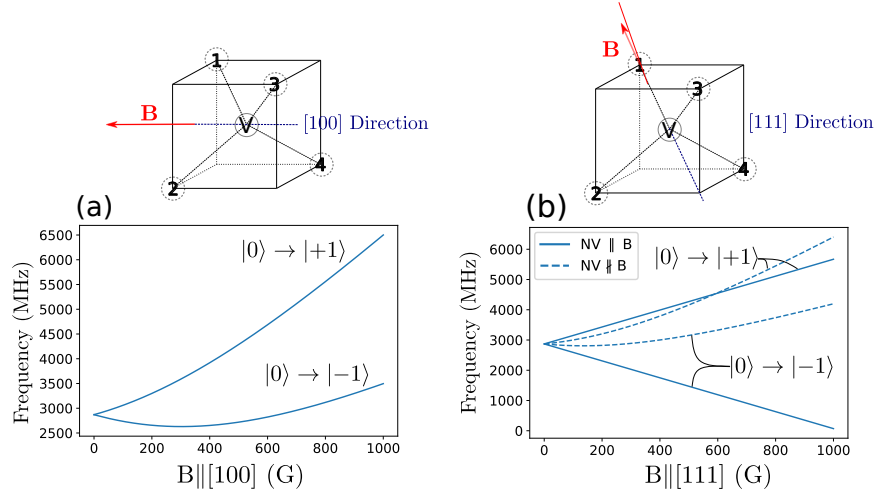 1
3
B
V
[100] Direction
2
4
(a)
6500
6000
5500
5000
4500
4000
3500
3000
2500
Frequency (MHz)
|0⟩ → |+1⟩
|0⟩ → |−1⟩
0 200 400 600 800 1000
B∥[100] (G)
B
1
3
V
[111] Direction
2
4
(b)
NV ∥ B
NV ∦ B
6000
5000
4000
3000
2000
1000
0
Frequency (MHz)
|0⟩ → |+1⟩
|0⟩ → |−1⟩
0 200 400 600 800 1000
B∥[111] (G)